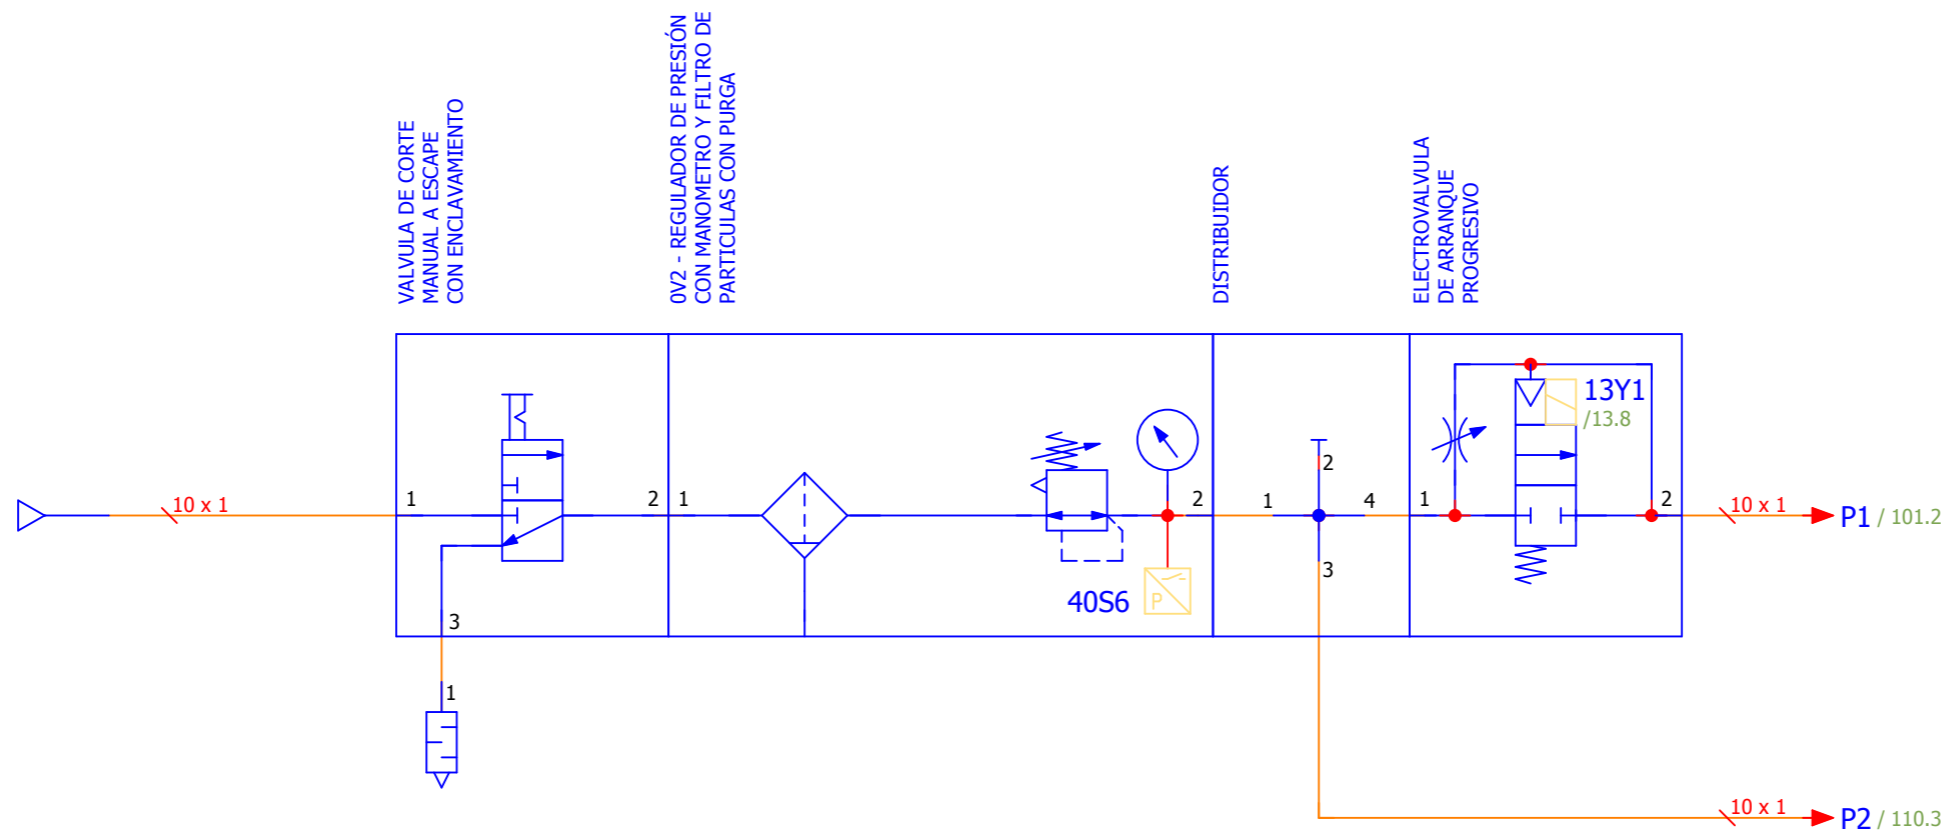 VALVULA DE CORTE
MANUAL A ESCAPE
CON ENCLAVAMIENTO
0V2 - REGULADOR DE PRESIÓN
CON MANOMETRO Y FILTRO DE
PARTICULAS CON PURGA
DISTRIBUIDOR
ELECTROVALVULA
DE ARRANQUE
PROGRESIVO
13Y1
/13.8
10 x 1
1
2
1
2
1
2
4
1
2
10 x 1
P1 / 101.2
3
40S6
P
3
1
10 x 1
P2 / 110.3